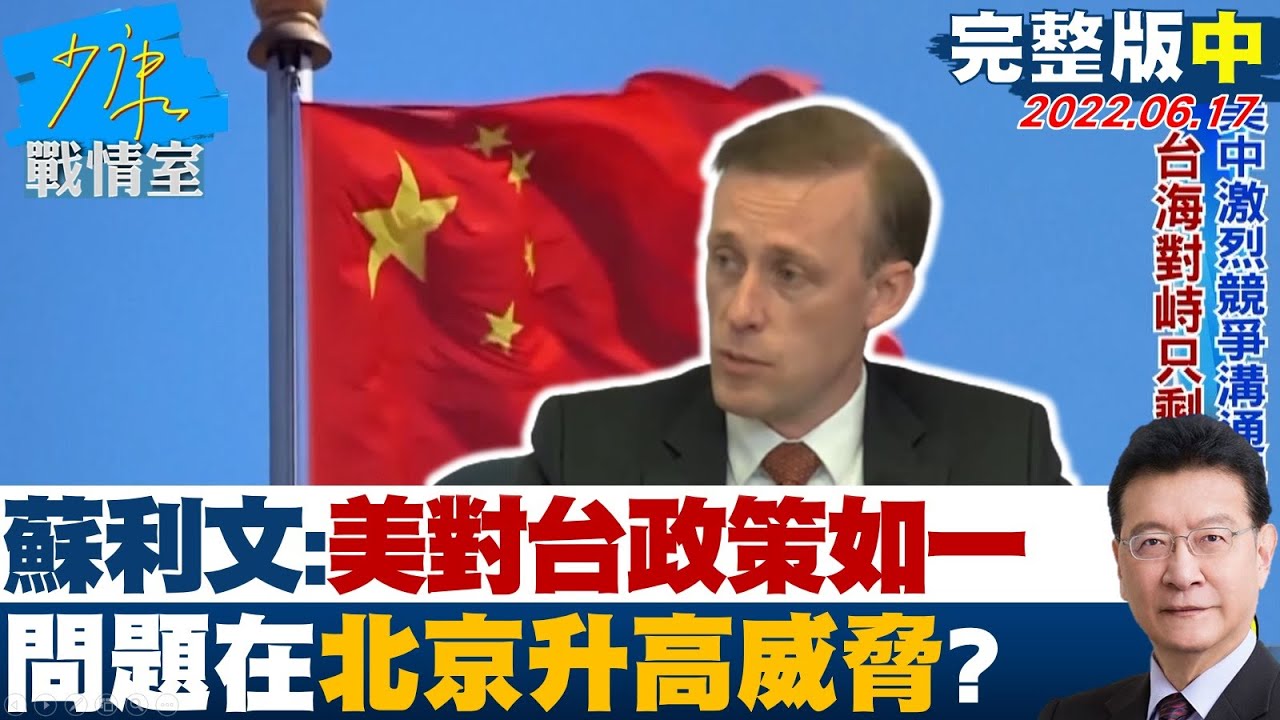 少康
戰情室
完整版中
2022.06.17
美中激烈競爭溝通
台海對峙只剩
蘇利文:美對台政策如一
問題在北京升高威脅?